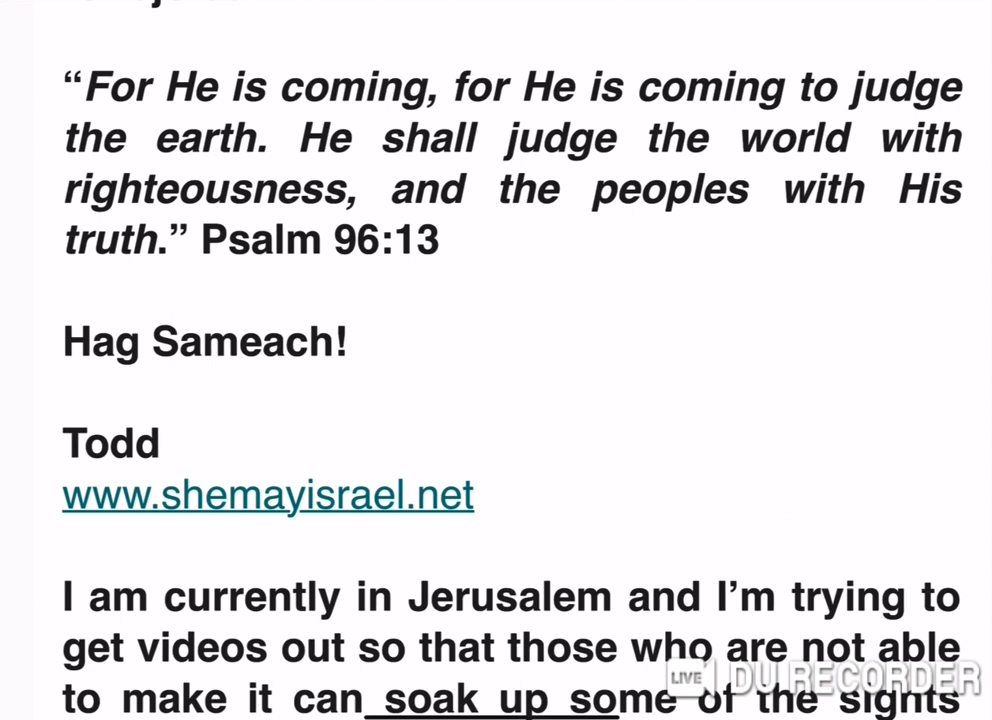 “For He is coming, for He is coming to judge
the earth. He shall judge the world with
righteousness, and the peoples with His
truth.” Psalm 96:13
Hag Sameach!
Todd
www.shemayisrael.net
I am currently in Jerusalem and I’m trying to
get videos out so that those who are not able
to make it can soak up some of the sights
LIVE DU RECORDER